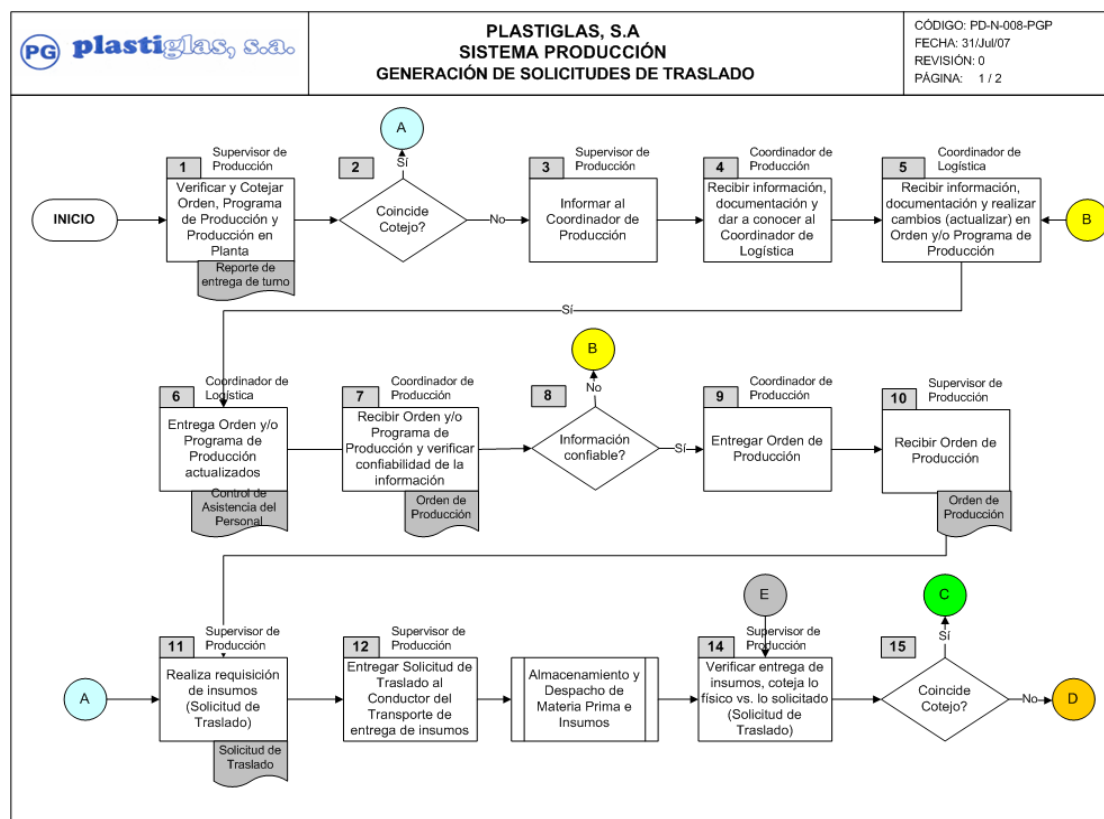 PG plastiglas, s.a.
PLASTIGLAS, S.A
SISTEMA PRODUCCIÓN
GENERACIÓN DE SOLICITUDES DE TRASLADO
CÓDIGO: PD-N-008-PGP
FECHA: 31/Jul/07
REVISIÓN: 0
PÁGINA: 1 / 2
INICIO
1
Supervisor de
Producción
Verificar y Cotejar
Orden, Programa
de Producción y
Producción en
Planta
Reporte de
entrega de turno
A
Sí
2
Coincide
Cotejo?
No
3
Supervisor de
Producción
Informar al
Coordinador de
Producción
4
Coordinador de
Producción
Recibir información,
documentación y
dar a conocer al
Coordinador de
Logística
5
Coordinador de
Logística
Recibir información,
documentación y realizar
cambios (actualizar) en
Orden y/o Programa de
Producción
B
Sí
6
Coordinador de
Logística
Entrega Orden y/o
Programa de
Producción
actualizados
Control de
Asistencia del
Personal
7
Coordinador de
Producción
Recibir Orden y/o
Programa de
Producción y verificar
confiabilidad de la
información
Orden de
Producción
B
No
8
Información
confiable?
Sí
9
Coordinador de
Producción
Entregar Orden de
Producción
10
Supervisor de
Producción
Recibir Orden de
Producción
Orden de
Producción
A
11
Supervisor de
Producción
Realiza requisición
de insumos
(Solicitud de
Traslado)
Solicitud de
Traslado
12
Supervisor de
Producción
Entregar Solicitud de
Traslado al
Conductor del
Transporte de
entrega de insumos
Almacenamiento y
Despacho de
Materia Prima e
Insumos
E
14
Supervisor de
Producción
Verificar entrega de
insumos, coteja lo
físico vs. lo solicitado
(Solicitud de
Traslado)
C
Sí
15
Coincide
Cotejo?
No
D